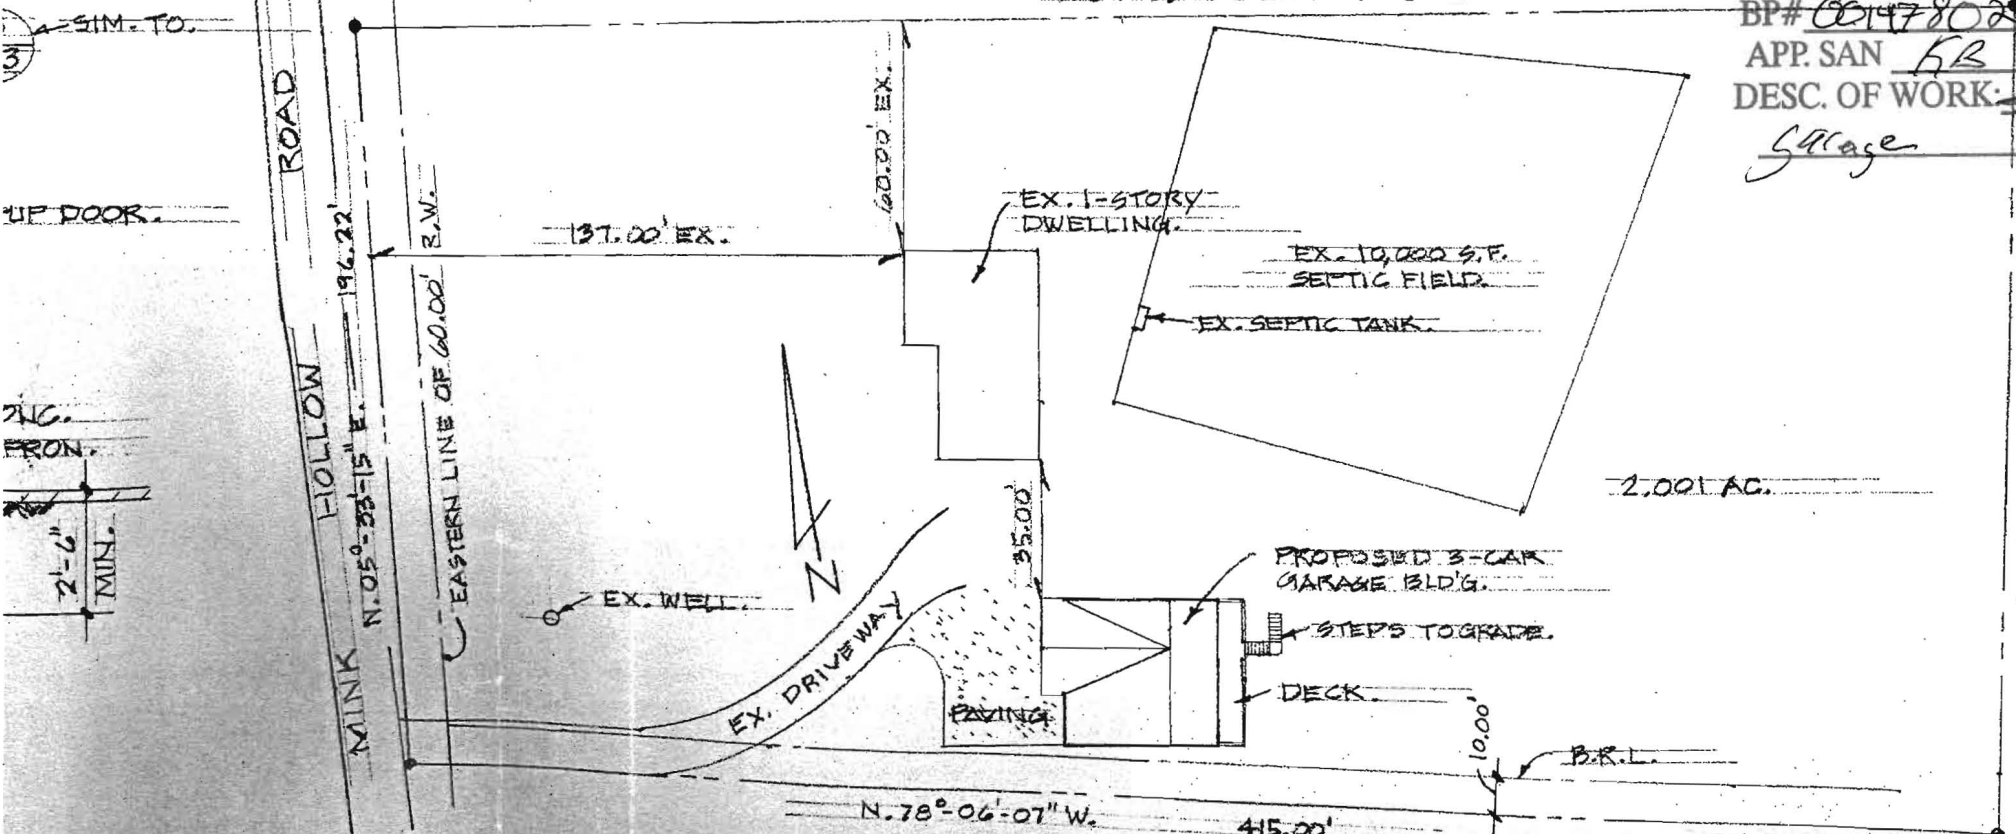 SIM. TO.
3
BP#
APP. SAN KB
DESC. OF WORK:
Garage
UP DOOR.
ROAD
60.00' EX.
137.00' EX.
EX. 1-STORY
DWELLING.
EX. 10,000 S.F.
SEPTIC FIELD.
EX. SEPTIC TANK.
196.22'
R.W.
EASTERN LINE OF 60.00'
N.05°-33'-15" E.
MINK HOLLOW
2'-6"
MIN.
2.001 AC.
35.00'
N
EX. WELL.
EX. DRIVEWAY
PAVING
PROPOSED 3-CAR
GARAGE BLD'G.
STEPS TO GRADE.
DECK.
10.00'
B.R.L.
N.78°-06'-07" W.
415.00'